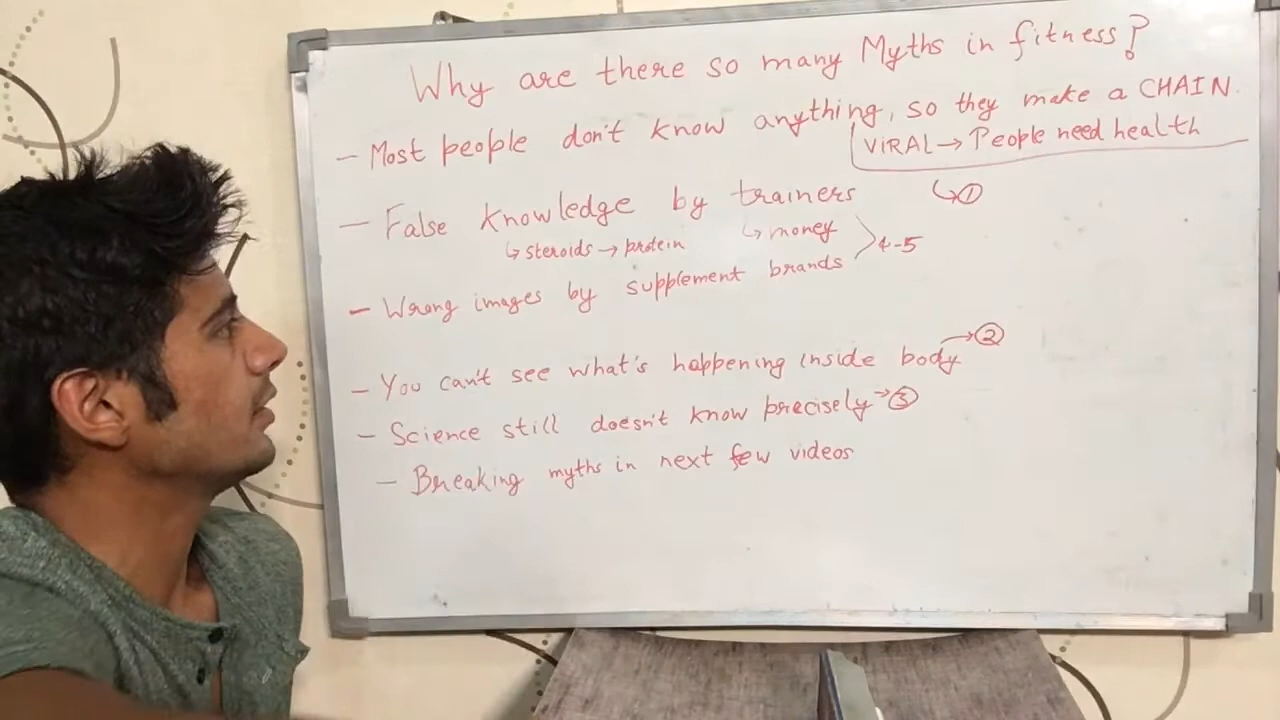 Why are there so many Myths in fitness?
- Most people don't know anything, so they make a CHAIN.
ViRAL → People need health
↳ ①
- False knowledge by trainers
↳ steroids → protein ↳ money
4-5
- Wrong images by supplement brands
- You can't see what's happening inside body → ②
- Science still doesn't know precisely → ③
- Breaking myths in next few videos